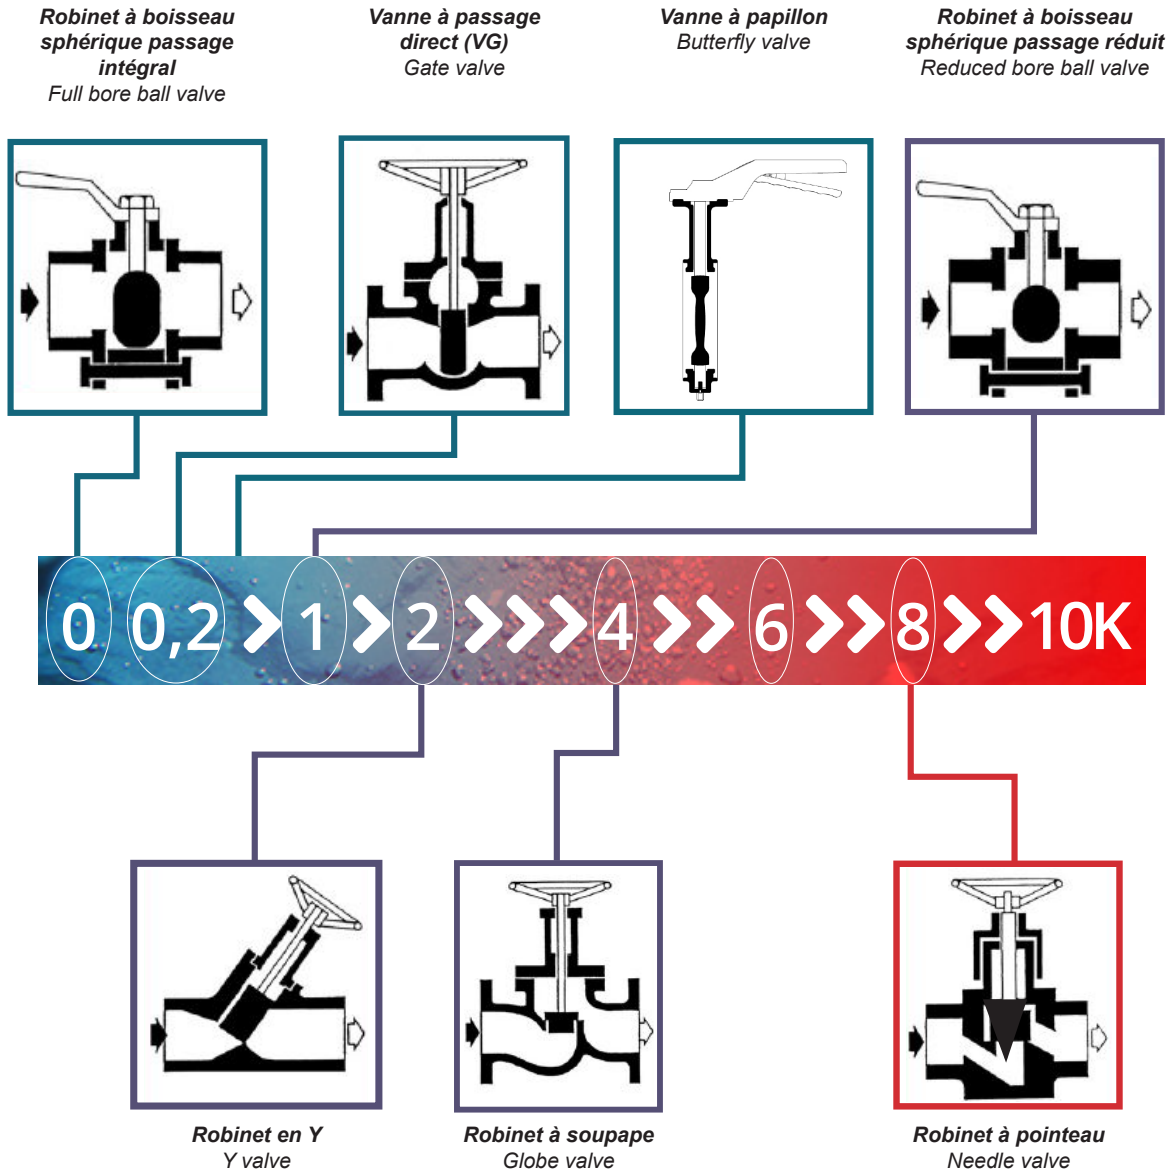 Robinet à boisseau
sphérique passage
intégral
Full bore ball valve
Vanne à passage
direct (VG)
Gate valve
Vanne à papillon
Butterfly valve
Robinet à boisseau
sphérique passage réduit
Reduced bore ball valve
0 0,2 1 2 4 6 8 10K
Robinet en Y
Y valve
Robinet à soupape
Globe valve
Robinet à pointeau
Needle valve